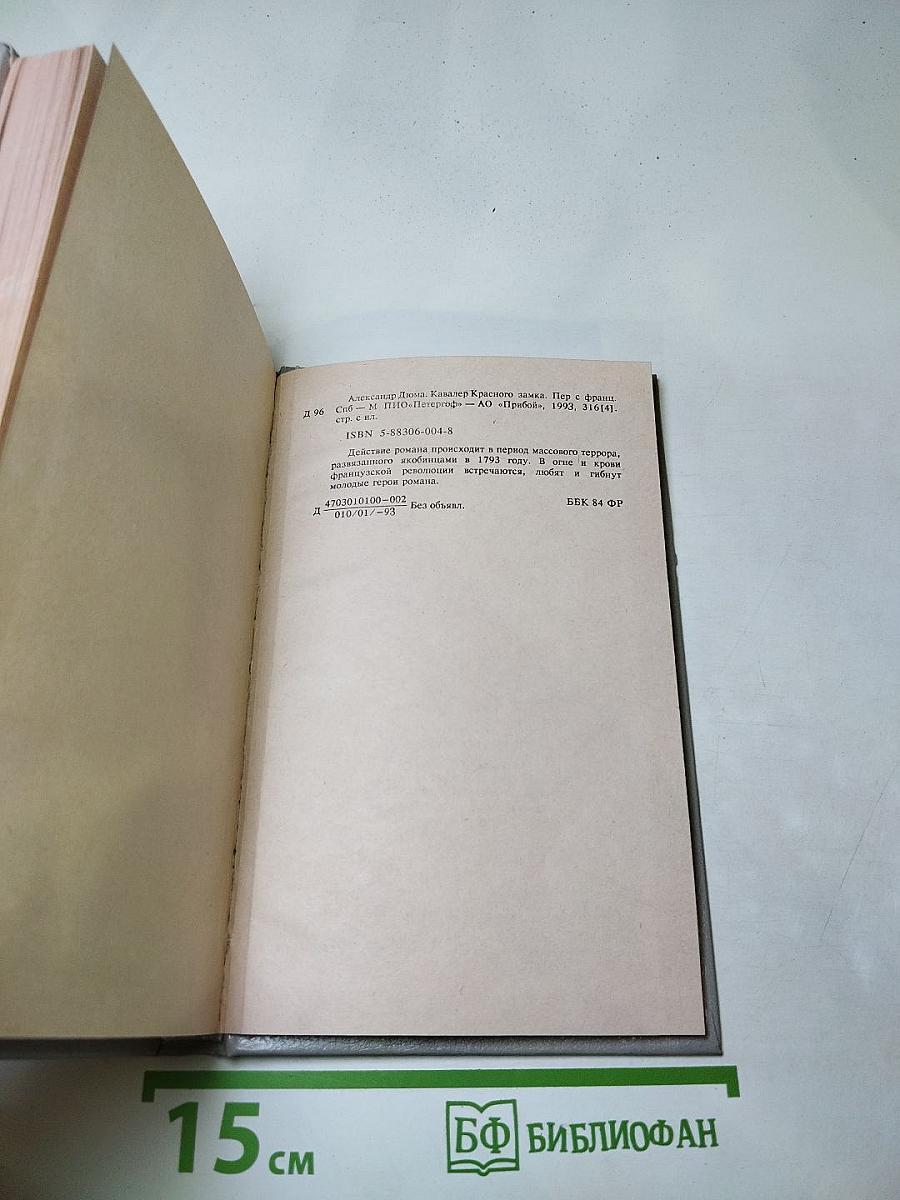 Александр Дюма. Кавалер Красного замка. Пер с франц.
Д 96 Спб — М ПИО«Петергоф» — АО «Прибой», 1993, 316[4].
стр. с ил.
ISBN 5-88306-004-8
Действие романа происходит в период массового террора,
развязанного якобинцами в 1793 году. В огне и крови
французской революции встречаются, любят и гибнут
молодые герои романа.
Д 4703010100—002
010/01/—93
Без объявл.
ББК 84 ФР
15 см
БФ БИБЛИОФАН